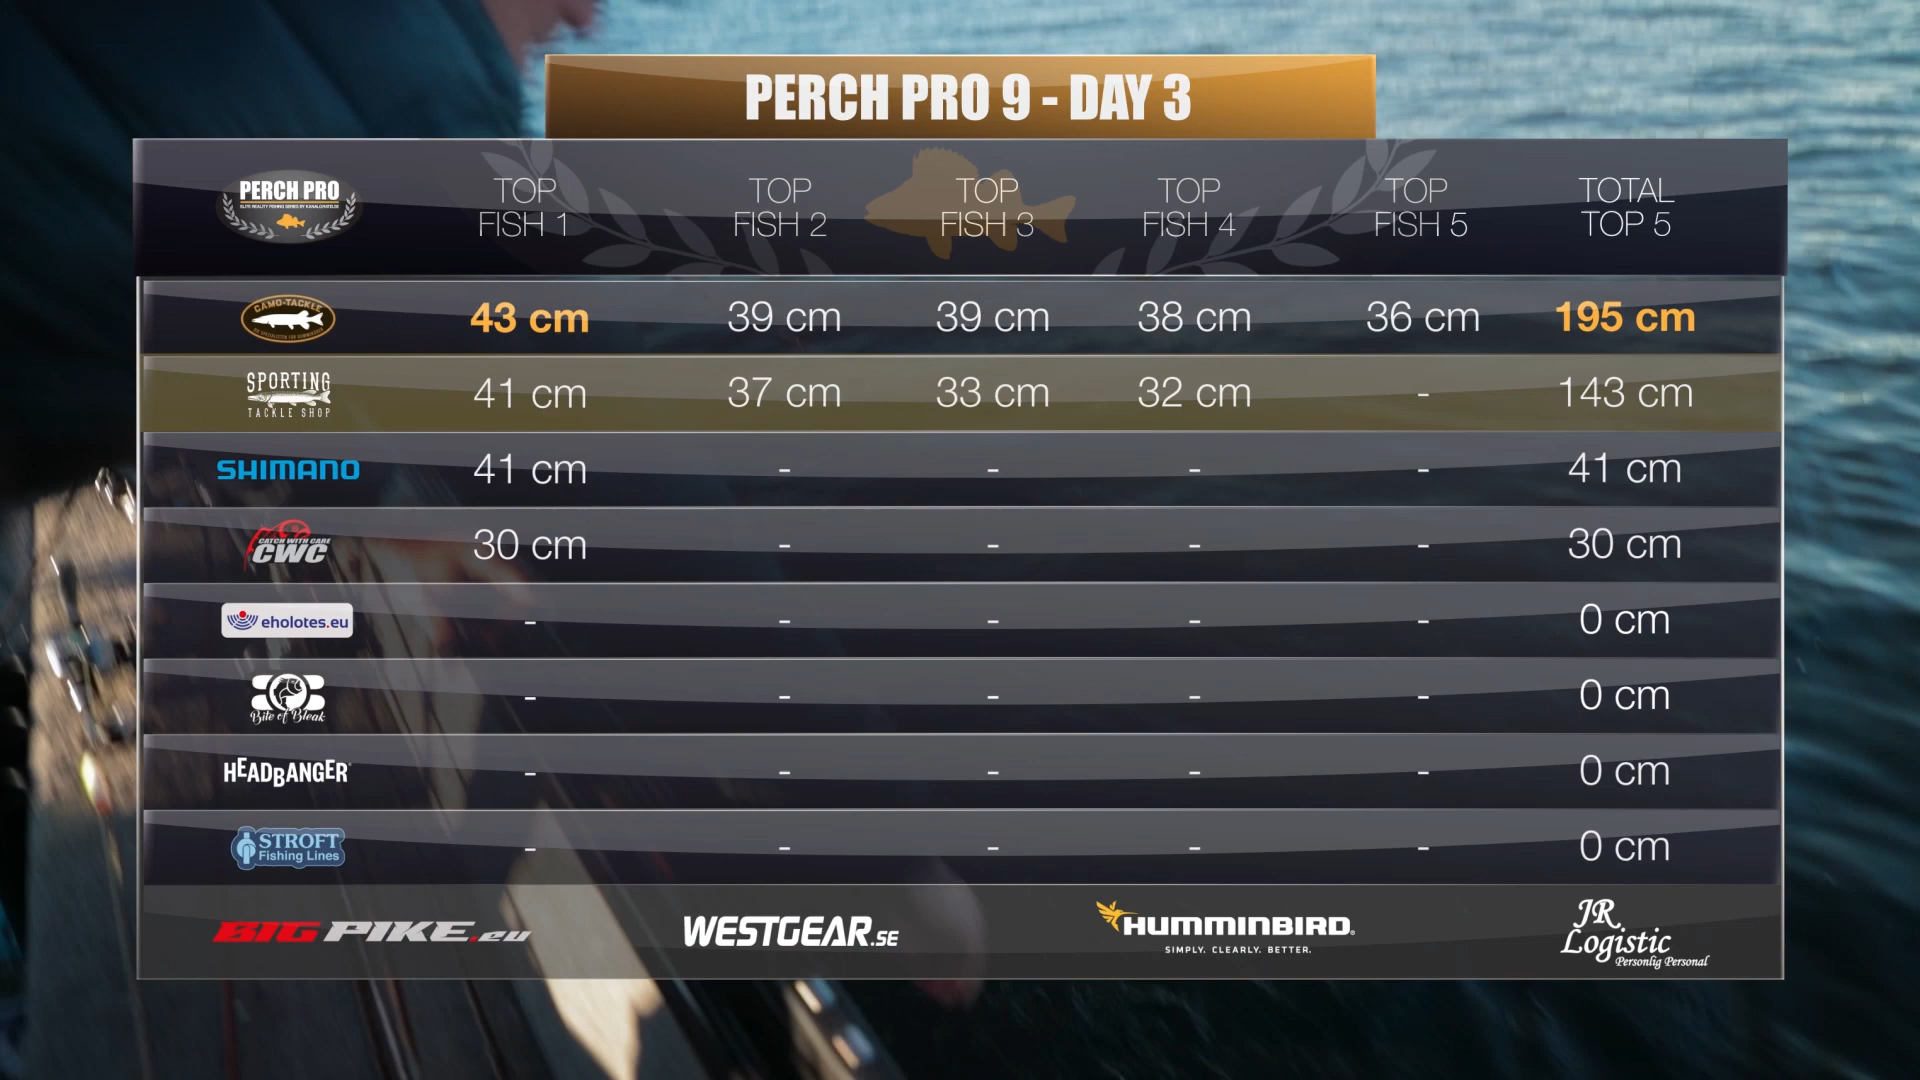 PERCH PRO 9 - DAY 3
PERCH PRO
TOP FISH 1
TOP FISH 2
TOP FISH 3
TOP FISH 4
TOP FISH 5
TOTAL TOP 5
CAMO-TACKLE
43 cm 39 cm 39 cm 38 cm 36 cm 195 cm
SPORTING
TACKLE SHOP
41 cm 37 cm 33 cm 32 cm - 143 cm
SHIMANO 41 cm - - - - 41 cm
CATCH WITH CARE
CWC 30 cm - - - - 30 cm
eholotes.eu - - - - - 0 cm
Bite of Bleak - - - - - 0 cm
HEADBANGER - - - - - 0 cm
STROFT
Fishing Lines - - - - - 0 cm
BIG PIKE.eu
WESTGEAR.SE
HUMMINBIRD®
SIMPLY. CLEARLY. BETTER.
JR
Logistic
Personlig Personal